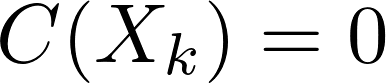 C(X_k) = 0